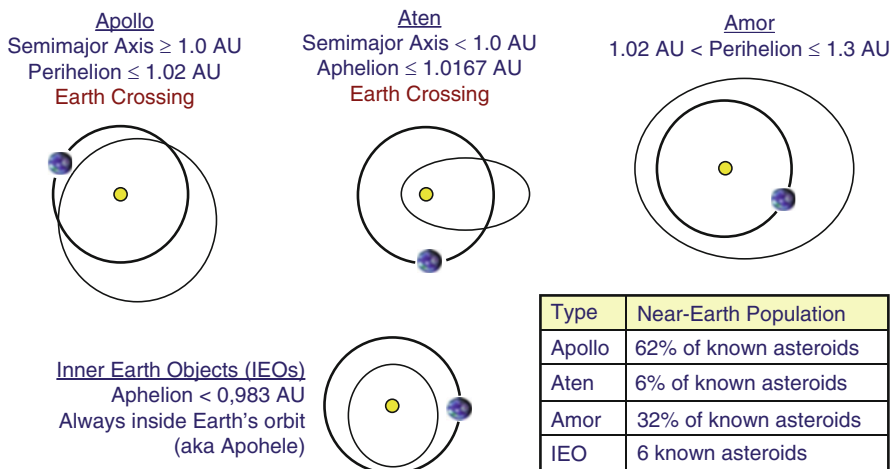 Apollo
Semimajor Axis ≥ 1.0 AU
Perihelion ≤ 1.02 AU
Earth Crossing
Aten
Semimajor Axis < 1.0 AU
Aphelion ≤ 1.0167 AU
Earth Crossing
Amor
1.02 AU < Perihelion ≤ 1.3 AU
Inner Earth Objects (IEOs)
Aphelion < 0,983 AU
Always inside Earth's orbit
(aka Apohele)
Type Near-Earth Population
Apollo 62% of known asteroids
Aten 6% of known asteroids
Amor 32% of known asteroids
IEO 6 known asteroids